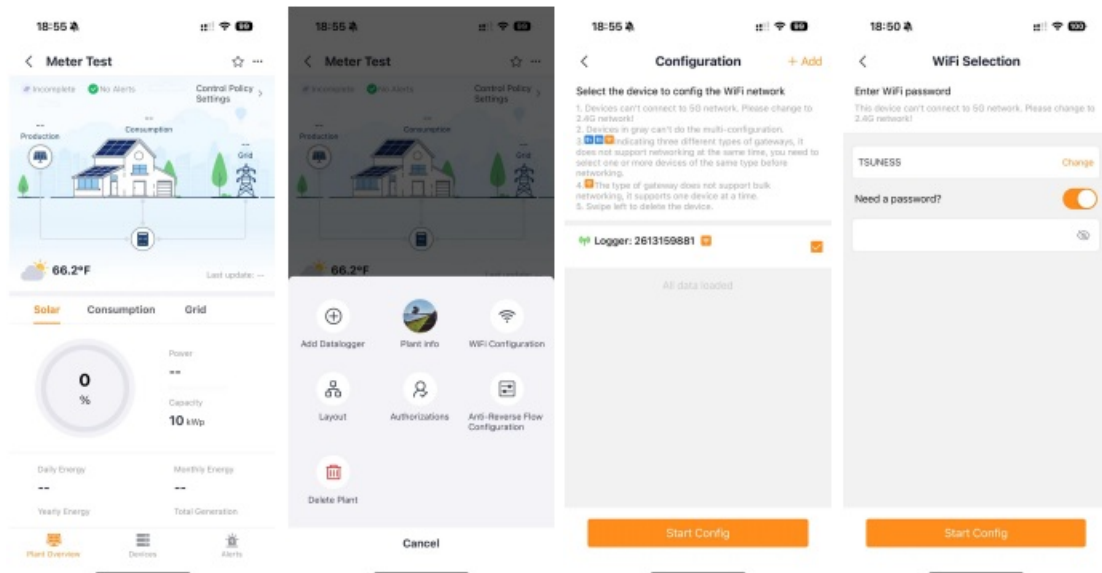 18:55
99
Meter Test
Incomplete
No Alerts
Control Policy
Settings
--
Production
--
Consumption
--
Grid
66.2°F
Last update: --
Solar
Consumption
Grid
0
%
Power
--
Capacity
10 kWp
Daily Energy
--
Monthly Energy
--
Yearly Energy
Total Generation
Plant Overview
Devices
Alerts
18:55
99
Meter Test
Incomplete
No Alerts
Control Policy
Settings
Production
Consumption
Grid
66.2°F
Add Datalogger
Plant info
WiFi Configuration
Layout
Authorizations
Anti-Reverse Flow
Configuration
Delete Plant
Cancel
18:55
99
Configuration
+ Add
Select the device to config the WiFi network
1. Devices can't connect to 5G network. Please change to
2.4G network!
2. Devices in gray can't do the multi-configuration.
3. Indicating three different types of gateways, it
does not support networking at the same time, you need to
select one or more devices of the same type before
networking.
4. The type of gateway does not support bulk
networking, it supports one device at a time.
5. Swipe left to delete the device.
Logger: 2613159881
All data loaded
Start Config
18:50
100
WiFi Selection
Enter WiFi password
This device can't connect to 5G network. Please change to
2.4G network!
TSUNESS
Change
Need a password?
Start Config